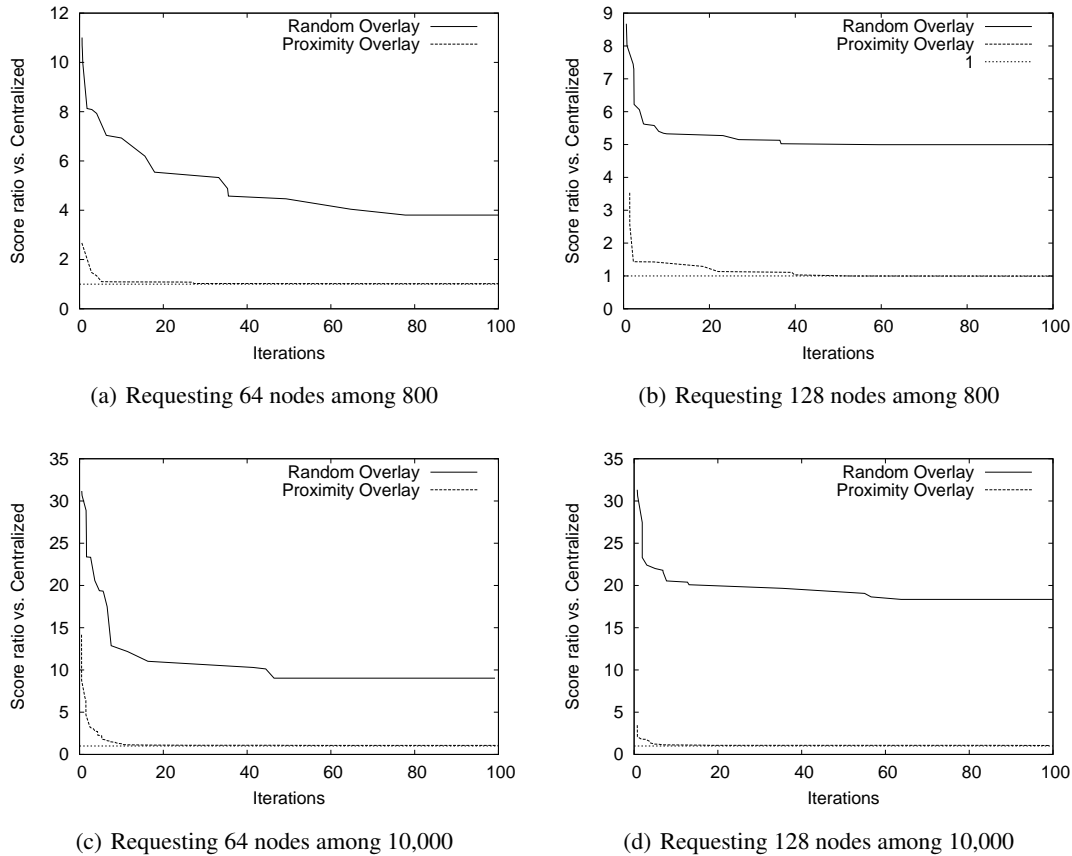 12
10
8
6
4
2
0
Score ratio vs. Centralized
Random Overlay
Proximity Overlay
0 20 40 60 80 100
Iterations
(a) Requesting 64 nodes among 800
9
8
7
6
5
4
3
2
1
0
Score ratio vs. Centralized
Random Overlay
Proximity Overlay
1
0 20 40 60 80 100
Iterations
(b) Requesting 128 nodes among 800
35
30
25
20
15
10
5
0
Score ratio vs. Centralized
Random Overlay
Proximity Overlay
0 20 40 60 80 100
Iterations
(c) Requesting 64 nodes among 10,000
35
30
25
20
15
10
5
0
Score ratio vs. Centralized
Random Overlay
Proximity Overlay
0 20 40 60 80 100
Iterations
(d) Requesting 128 nodes among 10,000